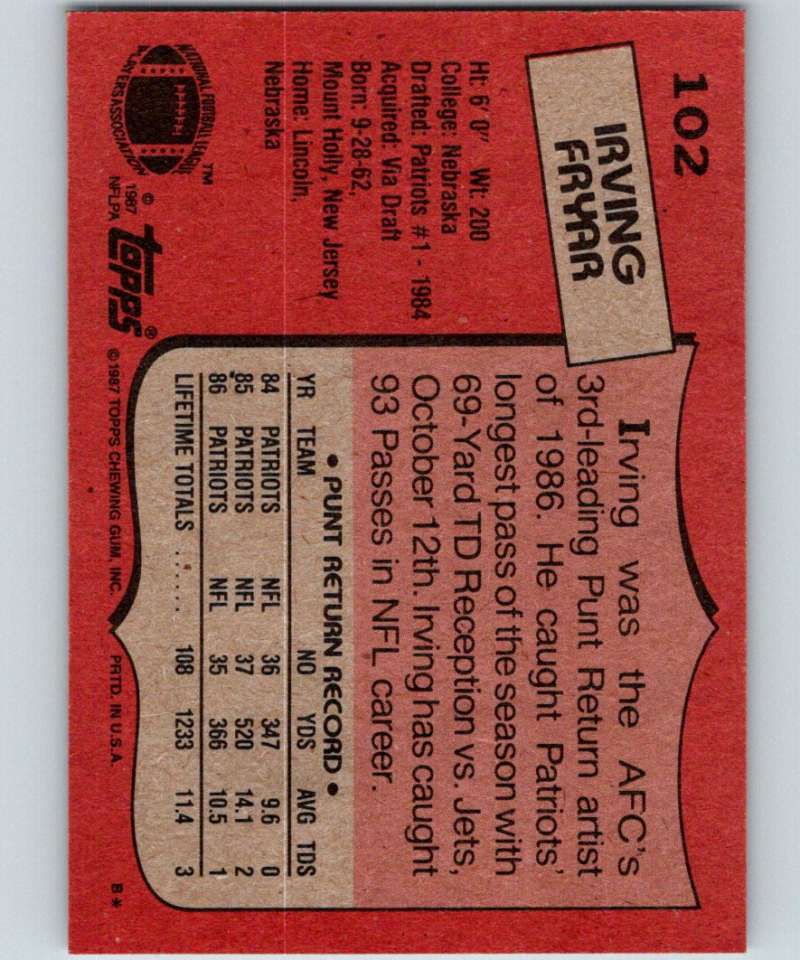 102
IRVING
FRYAR
Ht: 6' 0" Wt: 200
College: Nebraska
Drafted: Patriots #1 - 1984
Acquired: Via Draft
Born: 9-28-62,
Mount Holly, New Jersey
Home: Lincoln,
Nebraska
NATIONAL FOOTBALL LEAGUE
PLAYERS ASSOCIATION
™
© 1987
NFLPA
topps®
Irving was the AFC's
3rd-leading Punt Return artist
of 1986. He caught Patriots'
longest pass of the season with
69-Yard TD Reception vs. Jets,
October 12th. Irving has caught
93 Passes in NFL career.
• PUNT RETURN RECORD •
YR TEAM NO YDS AVG TDS
84 PATRIOTS NFL 36 347 9.6 0
85 PATRIOTS NFL 37 520 14.1 2
86 PATRIOTS NFL 35 366 10.5 1
LIFETIME TOTALS ...... 108 1233 11.4 3
© 1987 TOPPS CHEWING GUM, INC. PRTD. IN U.S.A. B*